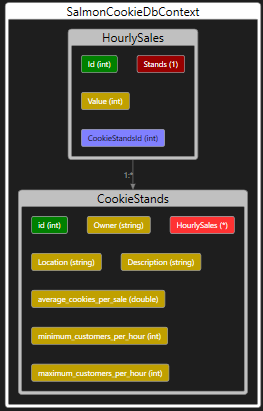 SalmonCookieDbContext
HourlySales
Id (int) Stands (1)
Value (int)
CookieStandsId (int)
1:*
CookieStands
id (int) Owner (string) HourlySales (*)
Location (string) Description (string)
average_cookies_per_sale (double)
minimum_customers_per_hour (int)
maximum_customers_per_hour (int)